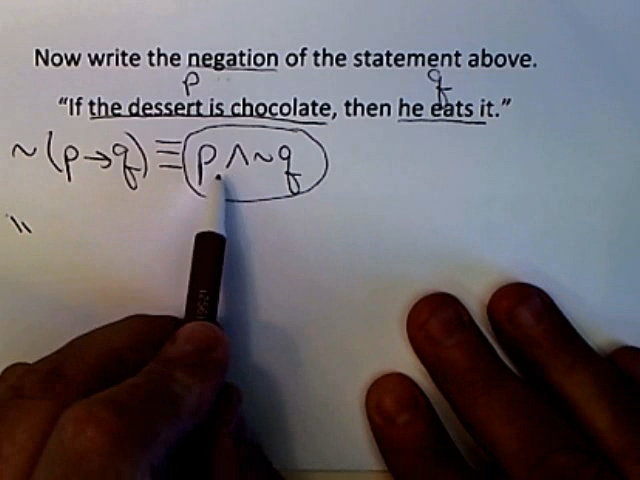 Now write the negation of the statement above.
p q
"If the dessert is chocolate, then he eats it."
~(p→q) ≡ p ∧ ~q
"